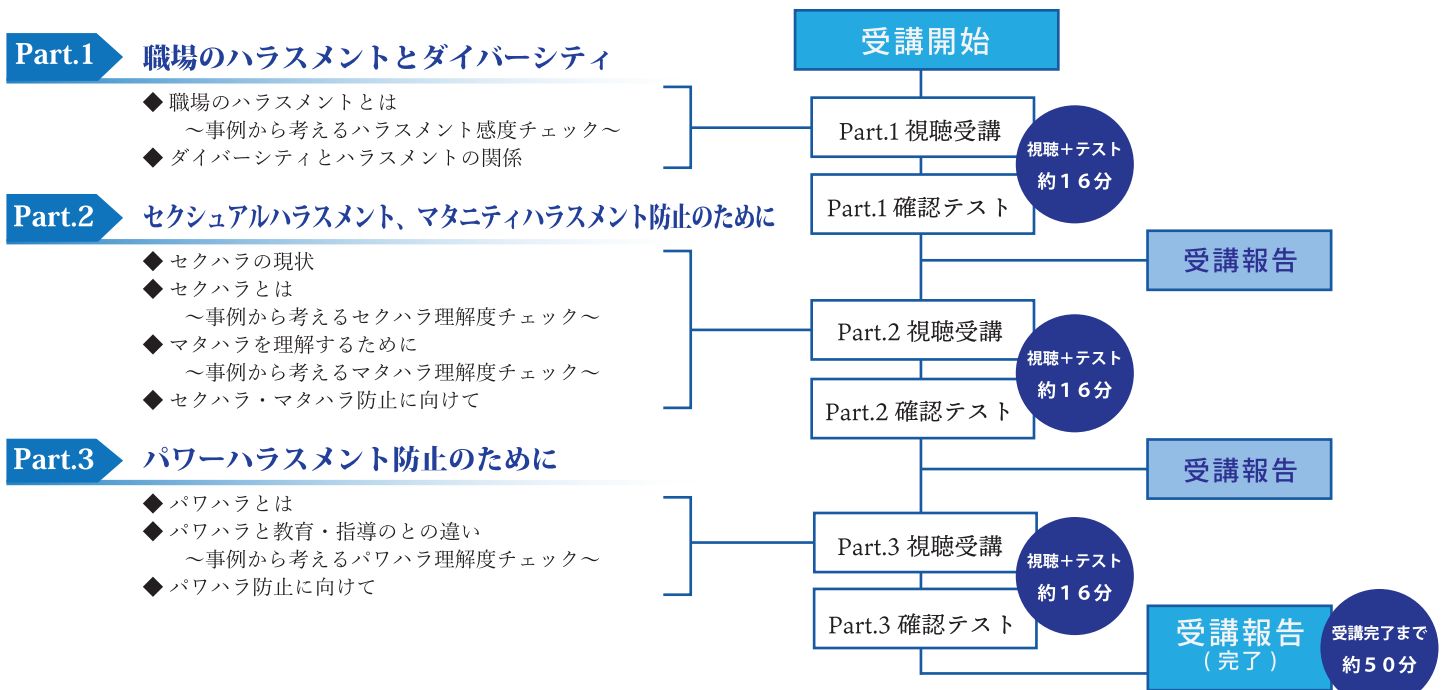 Part.1 職場のハラスメントとダイバーシティ
◆ 職場のハラスメントとは
～事例から考えるハラスメント感度チェック～
◆ ダイバーシティとハラスメントの関係
Part.2 セクシュアルハラスメント、マタニティハラスメント防止のために
◆ セクハラの現状
◆ セクハラとは
～事例から考えるセクハラ理解度チェック～
◆ マタハラを理解するために
～事例から考えるマタハラ理解度チェック～
◆ セクハラ・マタハラ防止に向けて
Part.3 パワーハラスメント防止のために
◆ パワハラとは
◆ パワハラと教育・指導のとの違い
～事例から考えるパワハラ理解度チェック～
◆ パワハラ防止に向けて
受講開始
Part.1 視聴受講
Part.1 確認テスト
視聴＋テスト
約１６分
受講報告
Part.2 視聴受講
Part.2 確認テスト
視聴＋テスト
約１６分
受講報告
Part.3 視聴受講
Part.3 確認テスト
視聴＋テスト
約１６分
受講報告
（完了）
受講完了まで
約５０分